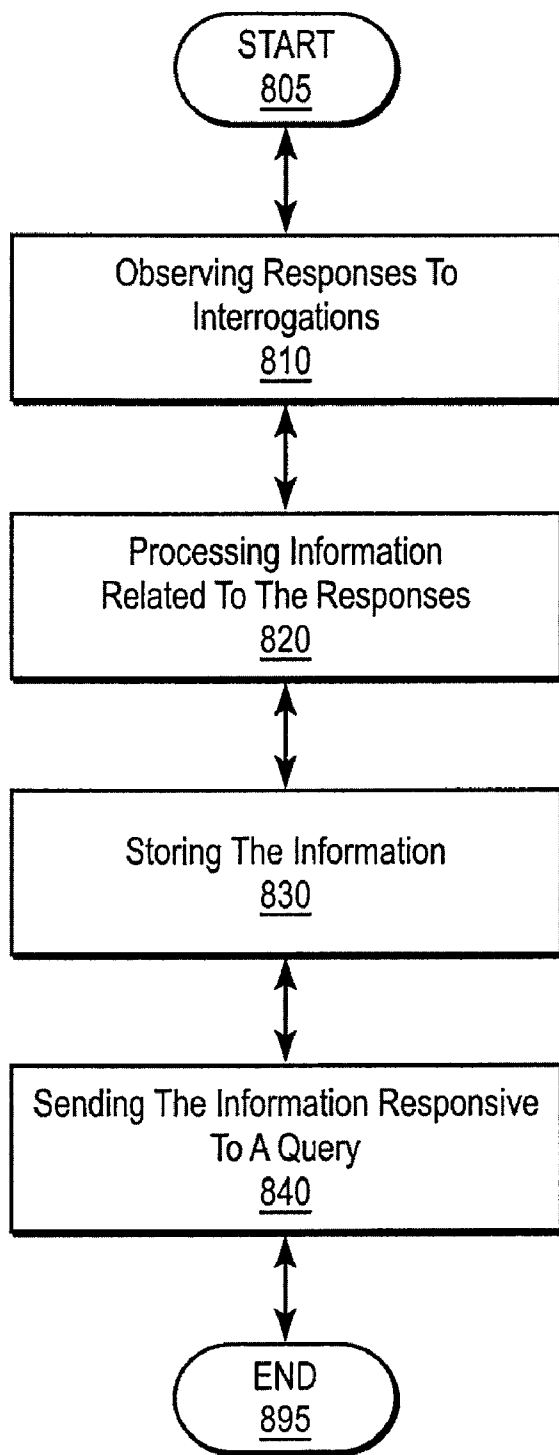 START
805
Observing Responses To
Interrogations
810
Processing Information
Related To The Responses
820
Storing The Information
830
Sending The Information Responsive
To A Query
840
END
895